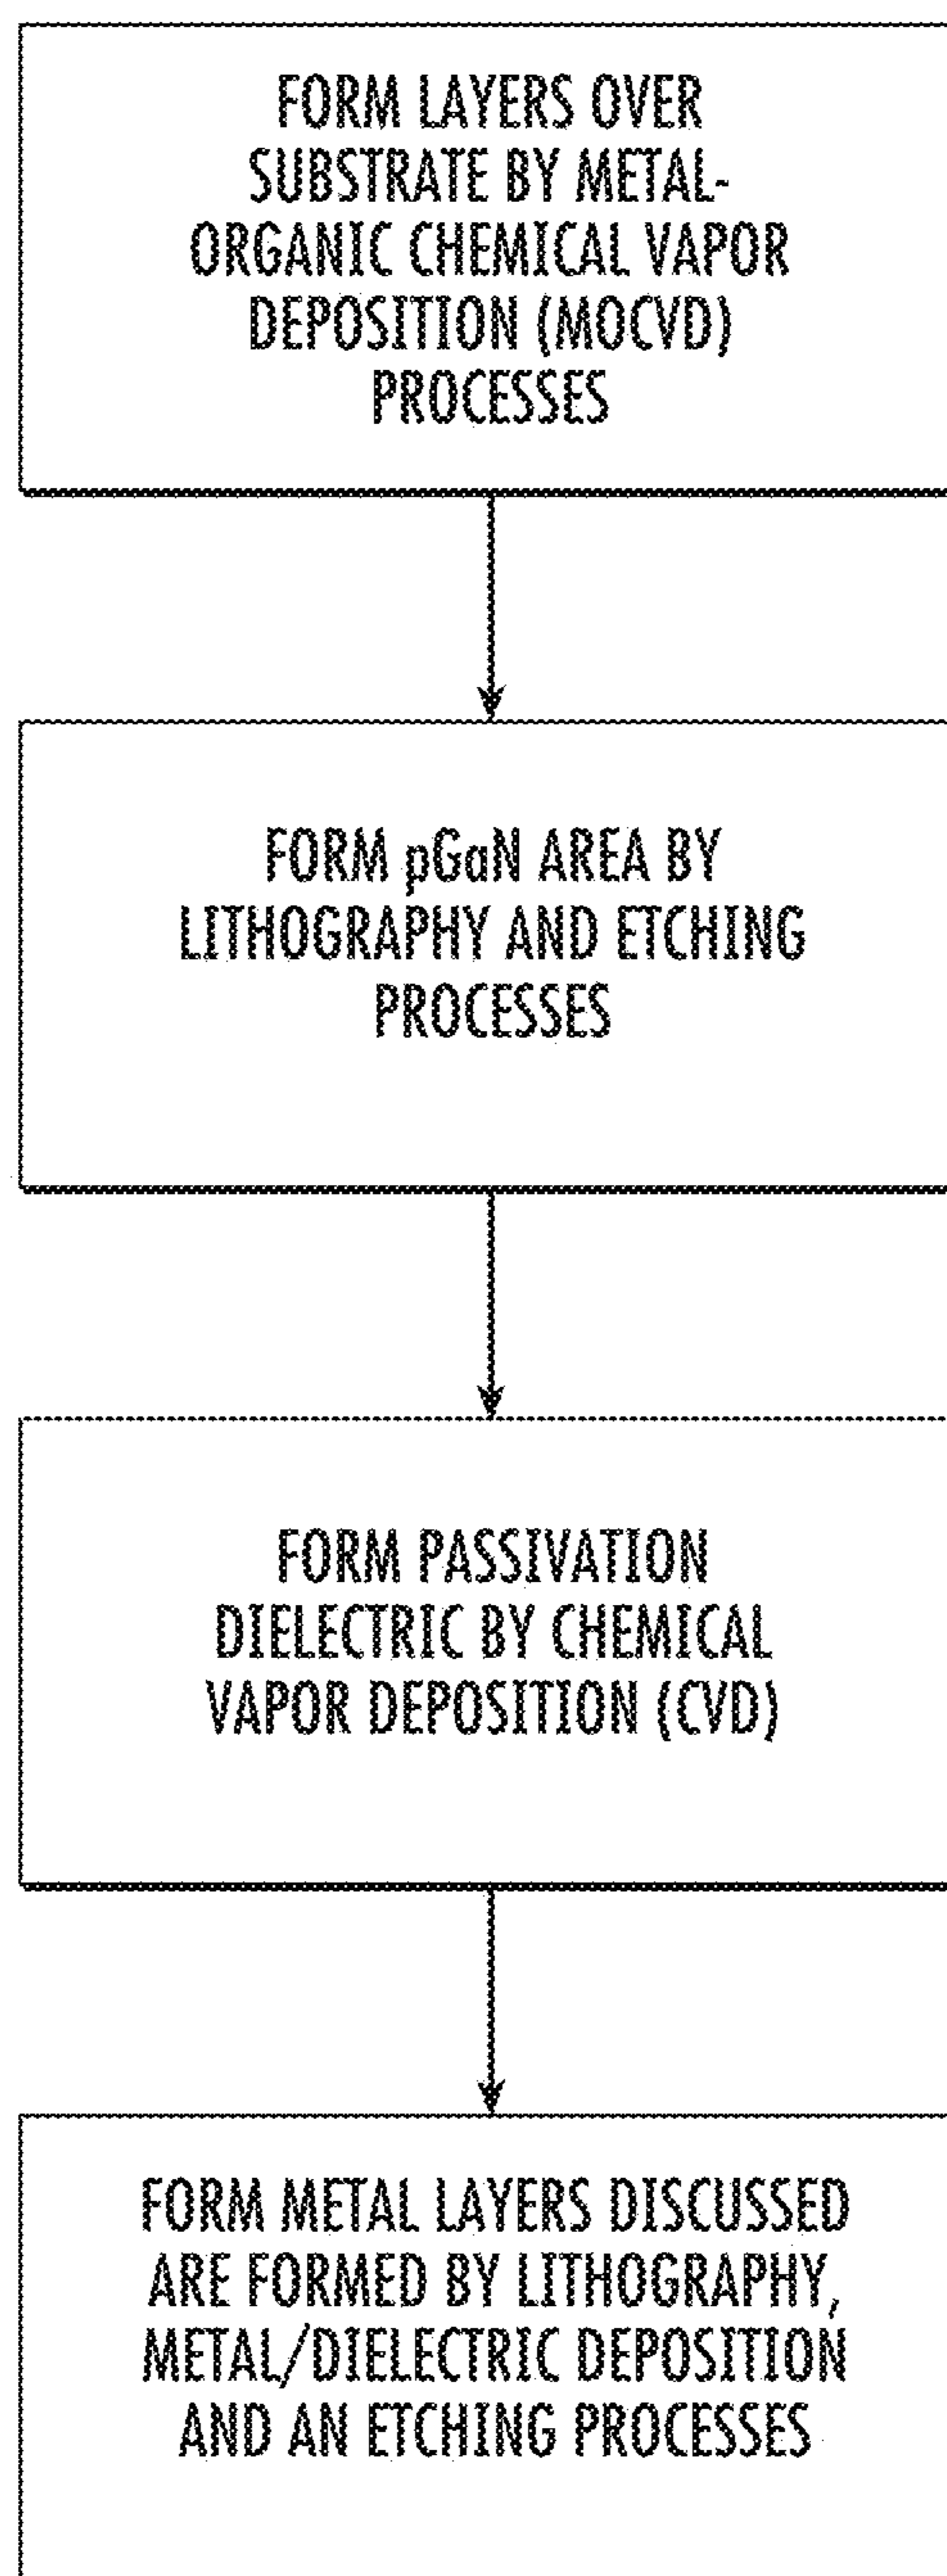 FORM LAYERS OVER
SUBSTRATE BY METAL-
ORGANIC CHEMICAL VAPOR
DEPOSITION (MOCVD)
PROCESSES
FORM pGaN AREA BY
LITHOGRAPHY AND ETCHING
PROCESSES
FORM PASSIVATION
DIELECTRIC BY CHEMICAL
VAPOR DEPOSITION (CVD)
FORM METAL LAYERS DISCUSSED
ARE FORMED BY LITHOGRAPHY,
METAL/DIELECTRIC DEPOSITION
AND AN ETCHING PROCESSES